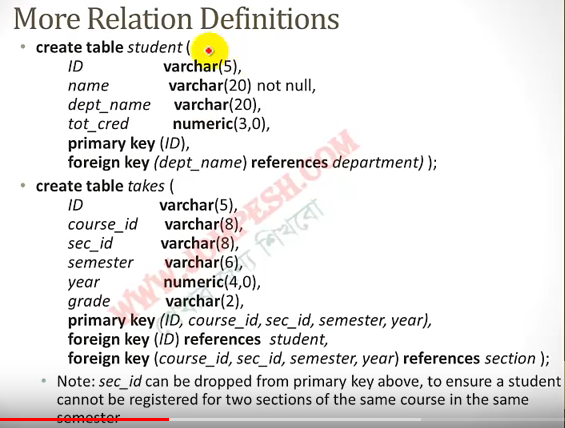 More Relation Definitions
• create table student (
ID varchar(5),
name varchar(20) not null,
dept_name varchar(20),
tot_cred numeric(3,0),
primary key (ID),
foreign key (dept_name) references department) );
• create table takes (
ID varchar(5),
course_id varchar(8),
sec_id varchar(8),
semester varchar(6),
year numeric(4,0),
grade varchar(2),
primary key (ID, course_id, sec_id, semester, year),
foreign key (ID) references student,
foreign key (course_id, sec_id, semester, year) references section );
• Note: sec_id can be dropped from primary key above, to ensure a student
cannot be registered for two sections of the same course in the same
semester